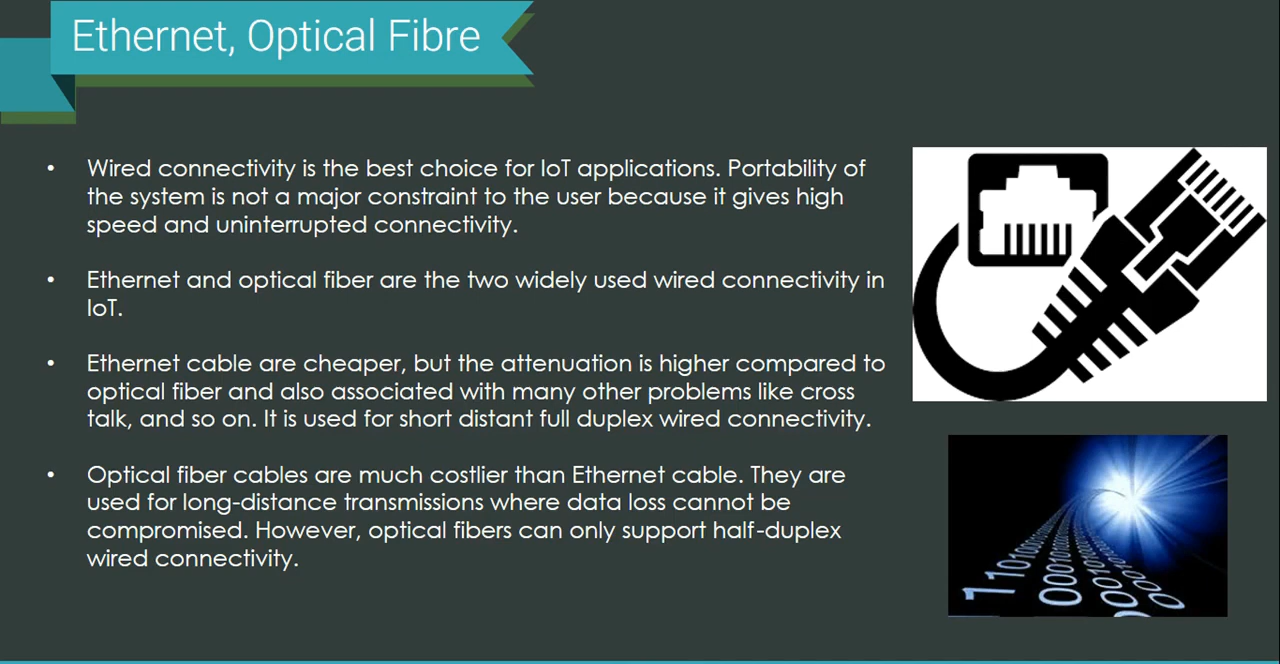 Ethernet, Optical Fibre
• Wired connectivity is the best choice for IoT applications. Portability of
the system is not a major constraint to the user because it gives high
speed and uninterrupted connectivity.
• Ethernet and optical fiber are the two widely used wired connectivity in
IoT.
• Ethernet cable are cheaper, but the attenuation is higher compared to
optical fiber and also associated with many other problems like cross
talk, and so on. It is used for short distant full duplex wired connectivity.
• Optical fiber cables are much costlier than Ethernet cable. They are
used for long-distance transmissions where data loss cannot be
compromised. However, optical fibers can only support half-duplex
wired connectivity.